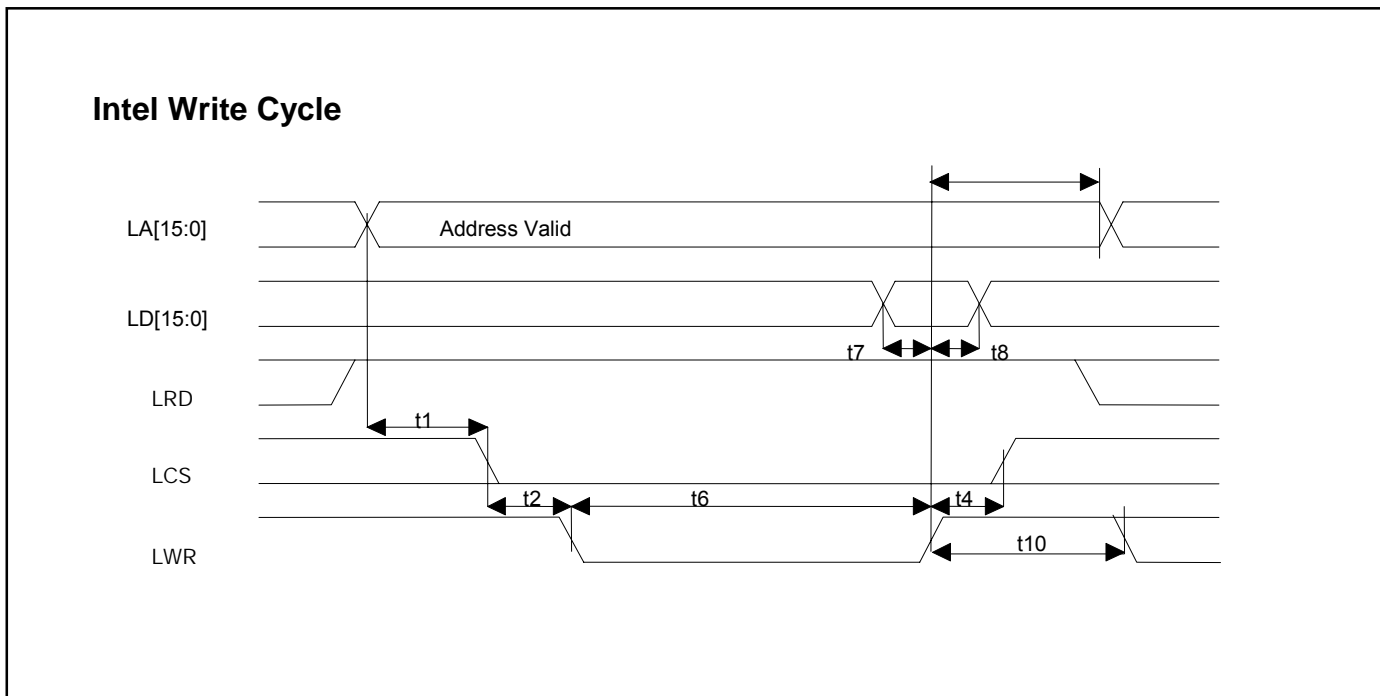 Intel Write Cycle
LA[15:0]
Address Valid
LD[15:0]
t7
t8
LRD
t1
LCS
t2
t6
t4
LWR
t10